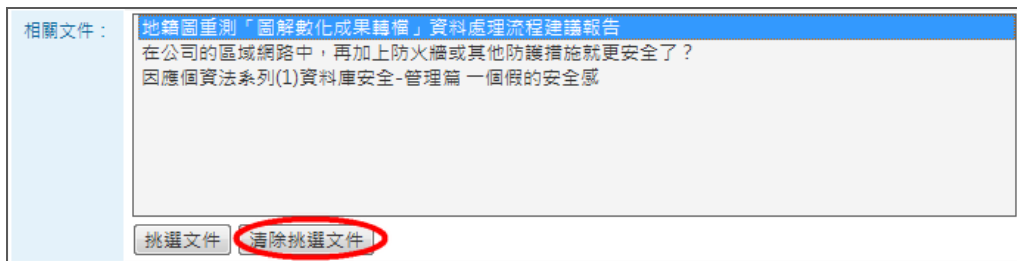 相關文件：
地籍圖重測「圖解數化成果轉檔」資料處理流程建議報告
在公司的區域網路中，再加上防火牆或其他防護措施就更安全了？
因應個資法系列(1)資料庫安全-管理篇 一個假的安全感
挑選文件 清除挑選文件